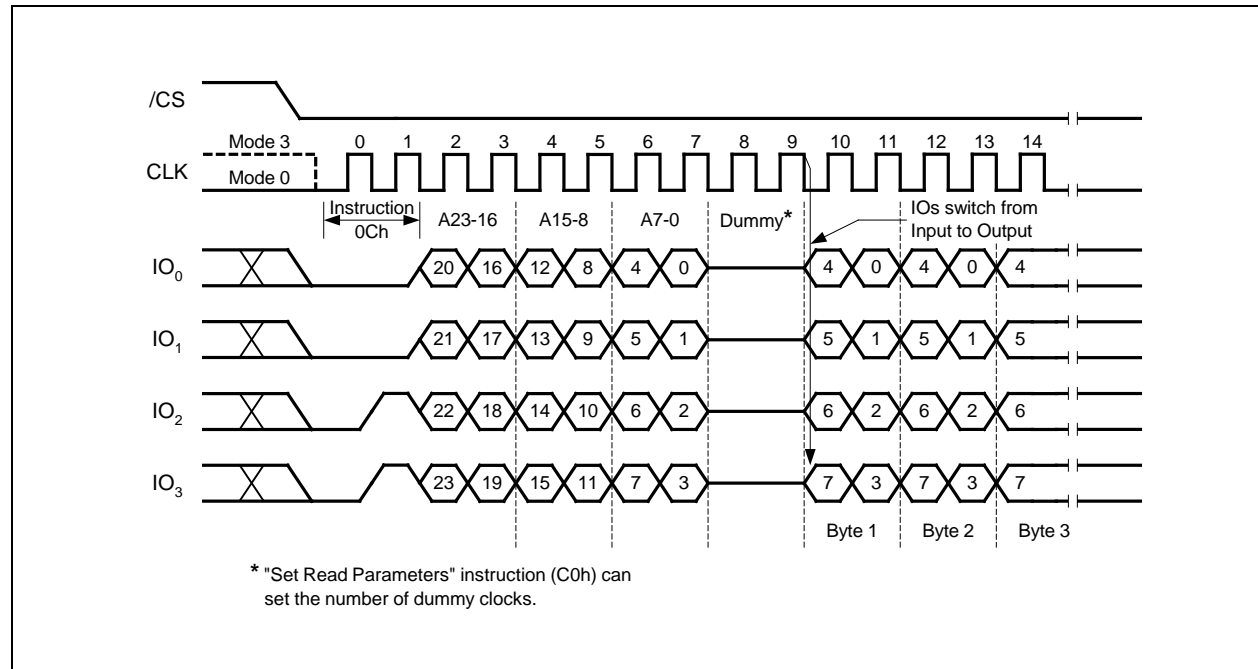 /CS
Mode 3 0 1 2 3 4 5 6 7 8 9 10 11 12 13 14
CLK
Mode 0
Instruction
0Ch
A23-16 A15-8 A7-0 Dummy*
IOs switch from
Input to Output
IO0 20 16 12 8 4 0 4 0 4 0 4
IO1 21 17 13 9 5 1 5 1 5 1 5
IO2 22 18 14 10 6 2 6 2 6 2 6
IO3 23 19 15 11 7 3 7 3 7 3 7
Byte 1 Byte 2 Byte 3
* "Set Read Parameters" instruction (C0h) can
set the number of dummy clocks.